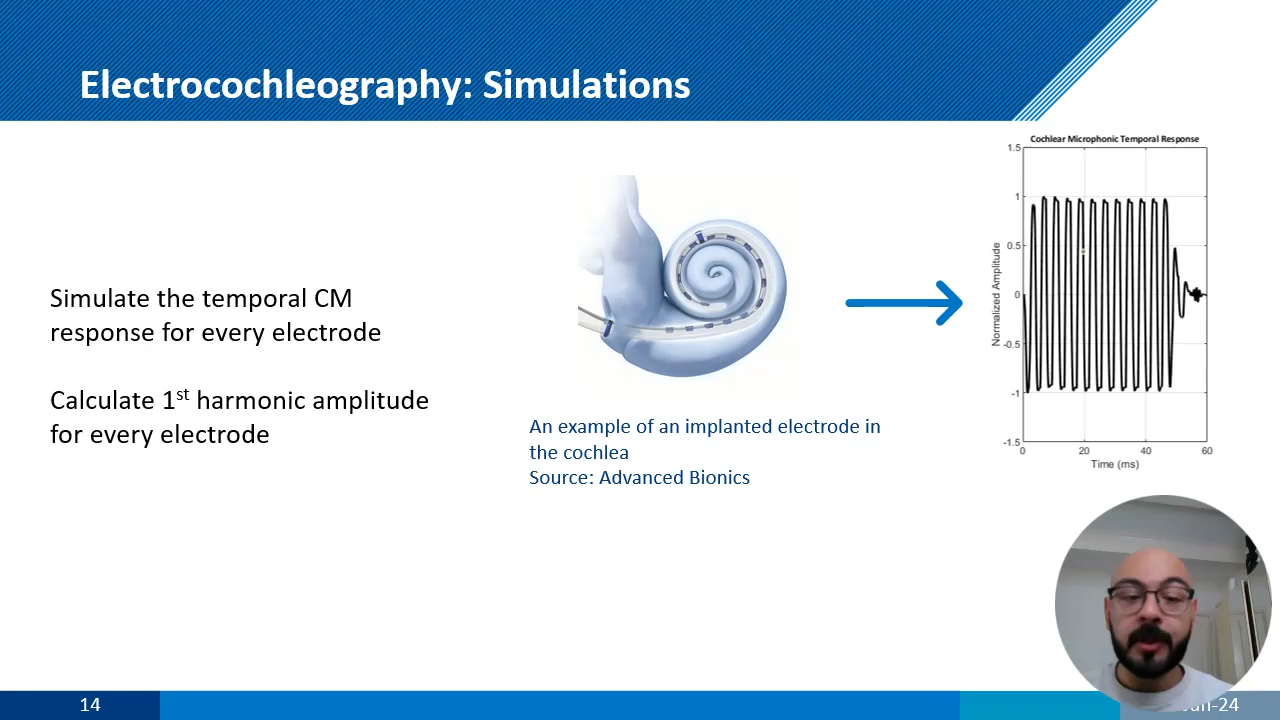 Electrocochleography: Simulations
Simulate the temporal CM
response for every electrode
Calculate 1st harmonic amplitude
for every electrode
An example of an implanted electrode in
the cochlea
Source: Advanced Bionics
Cochlear Microphonic Temporal Response
Normalized Amplitude
1.5
1
0.5
0
-0.5
-1
-1.5
0 20 40 60
Time (ms)
14